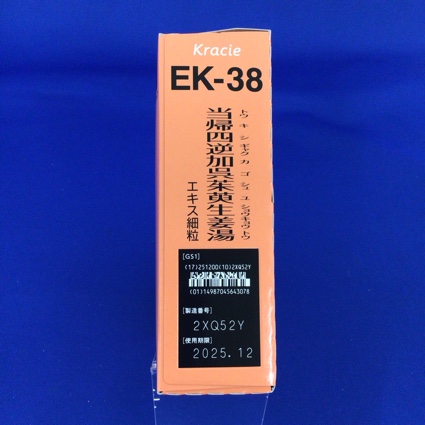 Kracie
EK-38
当帰四逆加呉茱萸生姜湯
トウキシギャクカゴシュユショウキョウトウ
エキス細粒
[GS1]
(17)251200(10)2XQ52Y
(01)14987045643078
[製造番号]
2XQ52Y
[使用期限]
2025.12